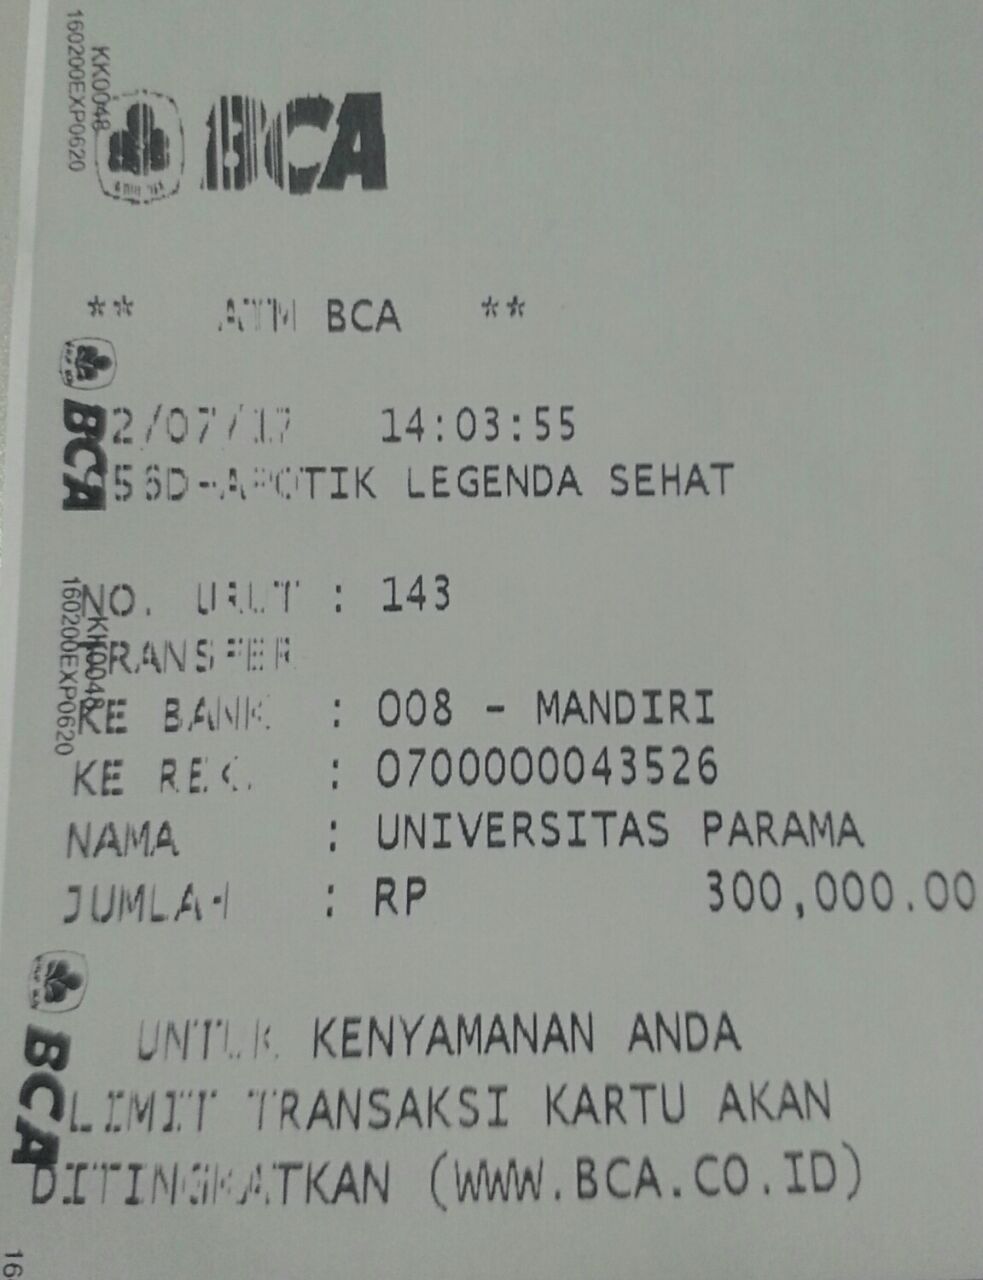 160200EXP0620
KK0048
BCA
** ATM BCA **
BCA
2/07/17 14:03:55
56D-APOTIK LEGENDA SEHAT
NO. URUT : 143
160200EXP0620
KK0048
TRANSFER
KE BANK : 008 - MANDIRI
KE REK. : 0700000043526
NAMA : UNIVERSITAS PARAMA
JUMLAH : RP 300,000.00
BCA
UNTUK KENYAMANAN ANDA
LIMIT TRANSAKSI KARTU AKAN
DITINGKATKAN (WWW.BCA.CO.ID)